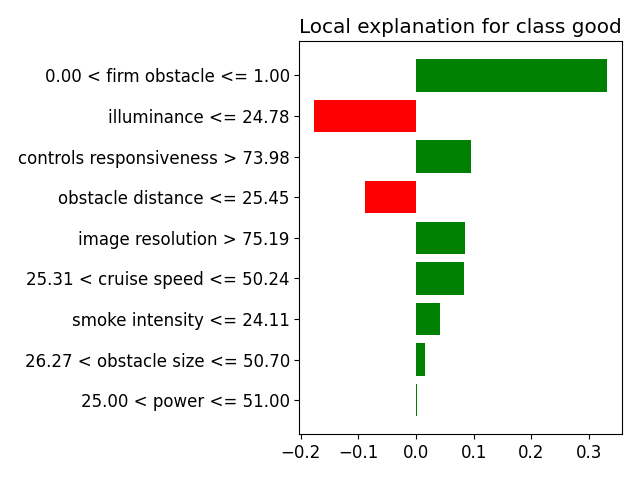 Local explanation for class good
0.00 < firm obstacle <= 1.00
illuminance <= 24.78
controls responsiveness > 73.98
obstacle distance <= 25.45
image resolution > 75.19
25.31 < cruise speed <= 50.24
smoke intensity <= 24.11
26.27 < obstacle size <= 50.70
25.00 < power <= 51.00
−0.2 −0.1 0.0 0.1 0.2 0.3